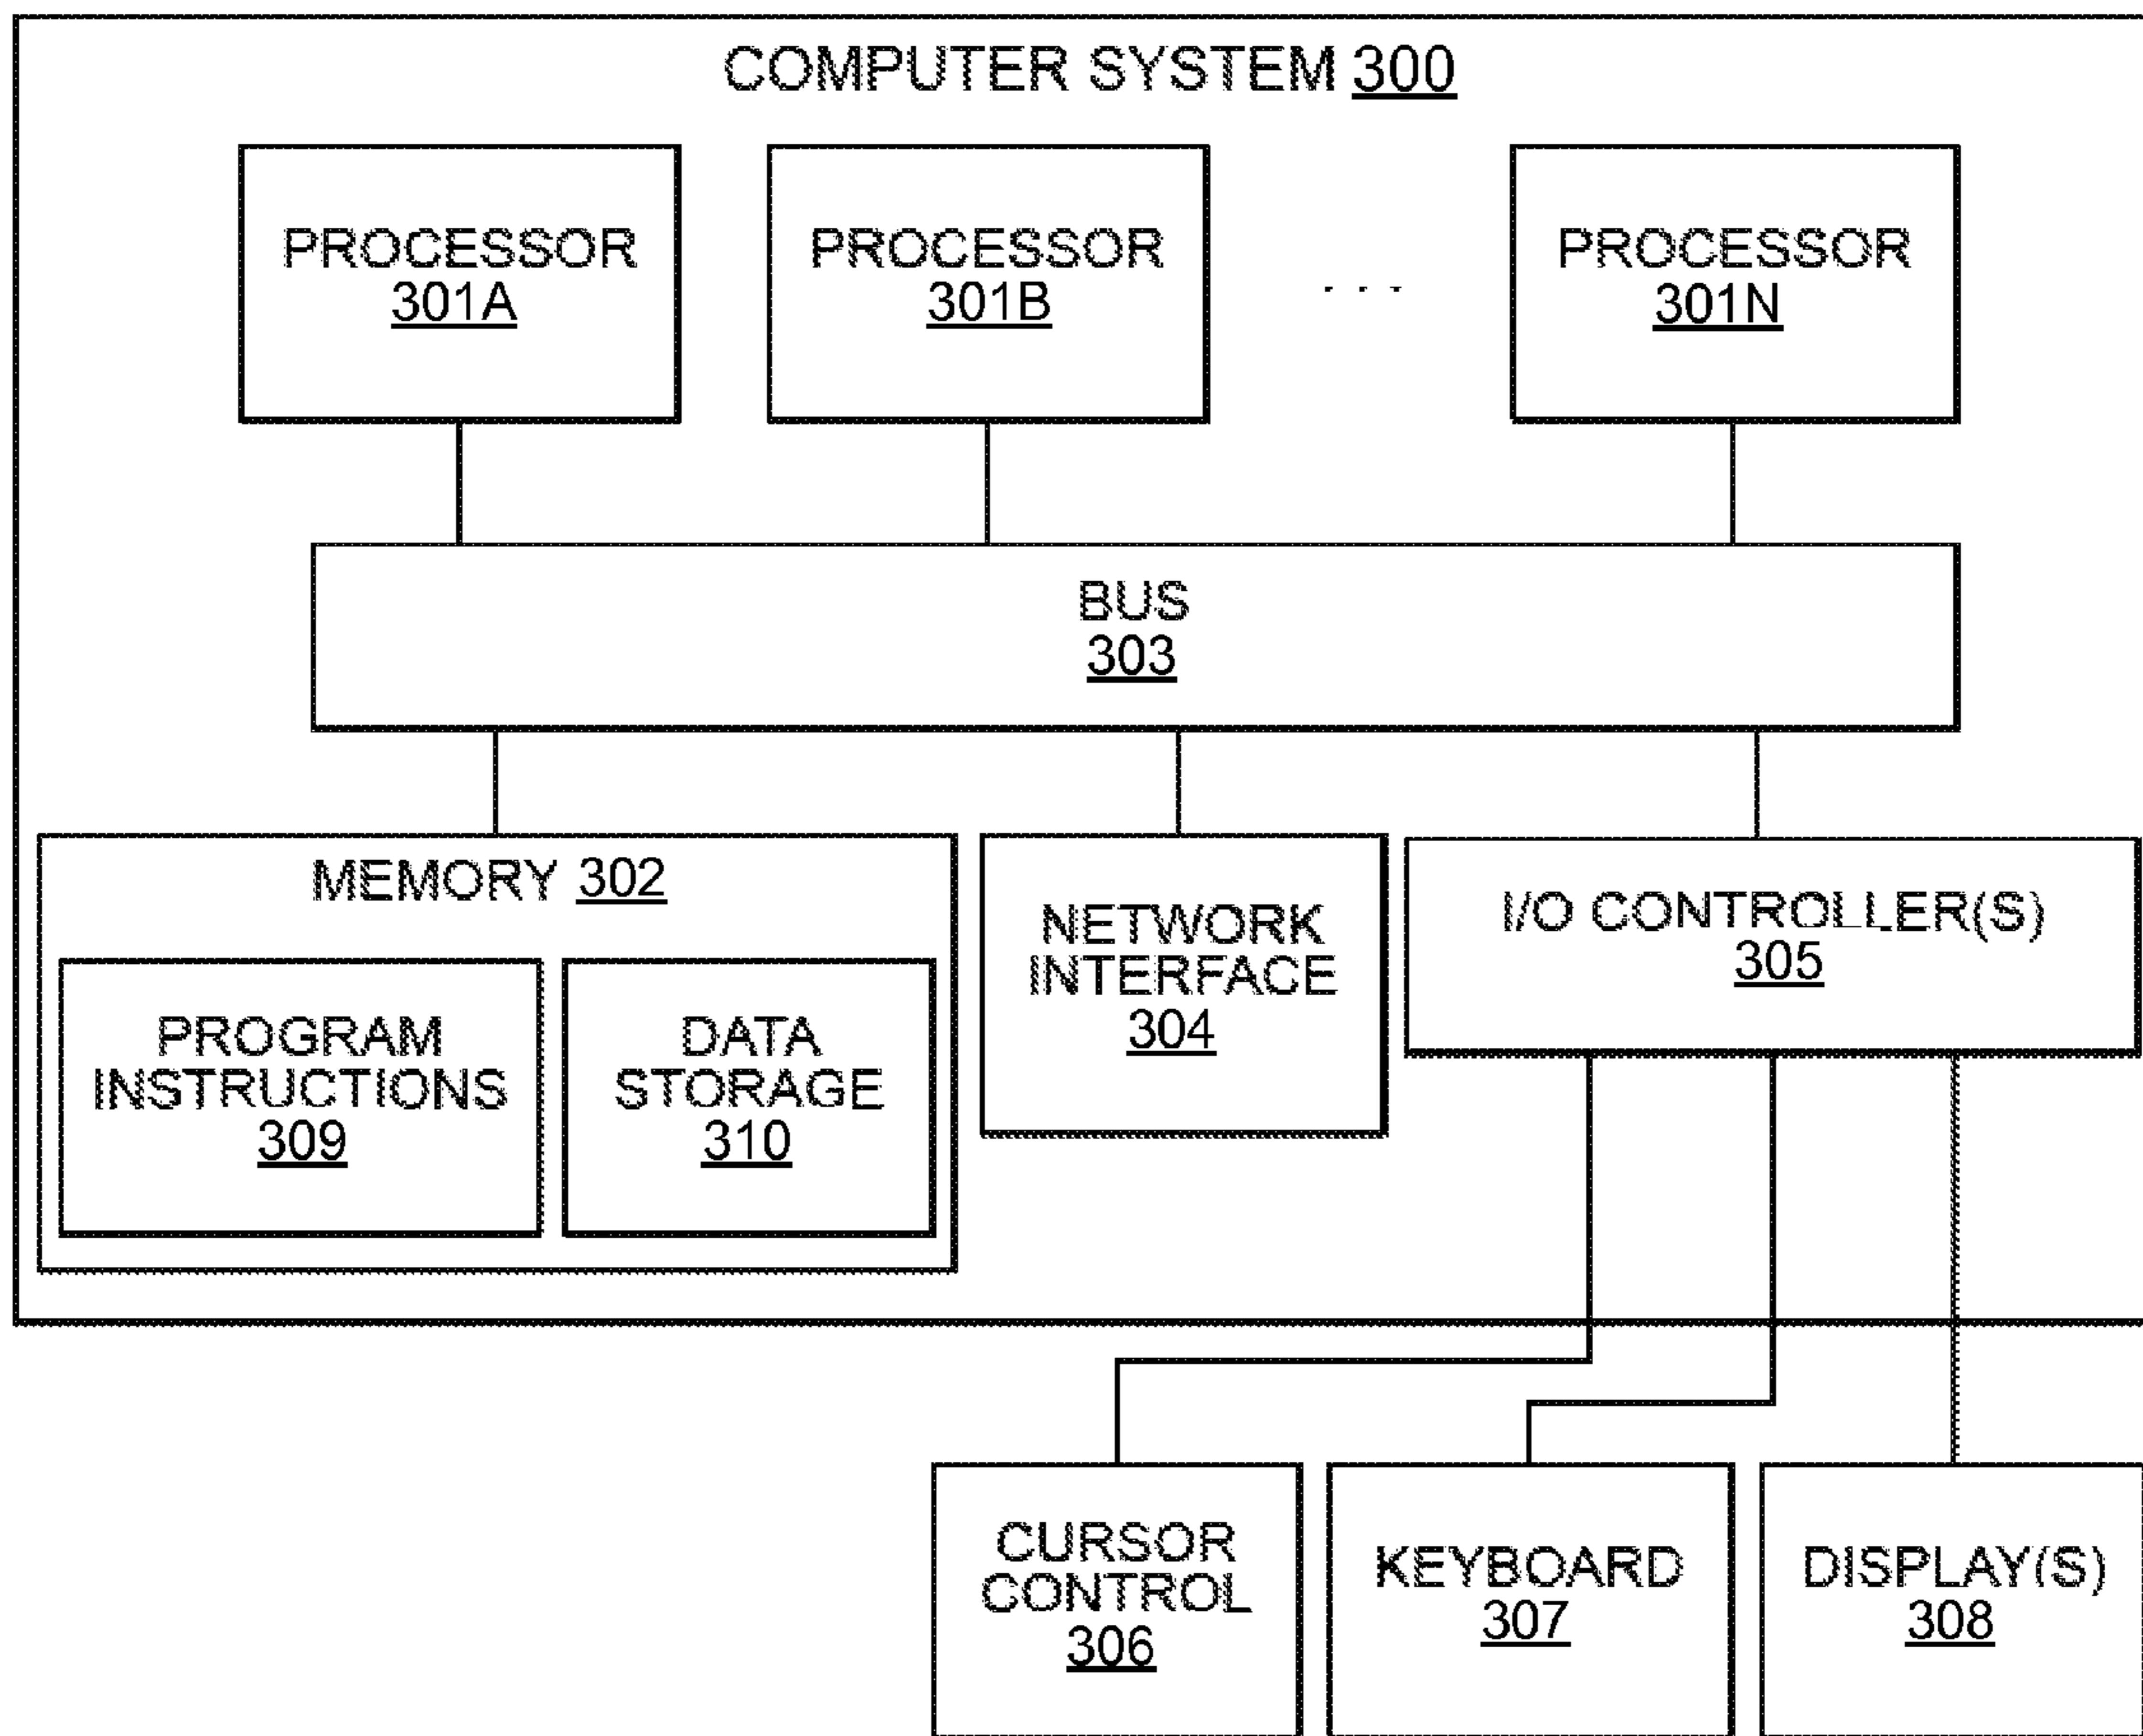 COMPUTER SYSTEM 300
PROCESSOR
301A
PROCESSOR
301B
. . .
PROCESSOR
301N
BUS
303
MEMORY 302
PROGRAM
INSTRUCTIONS
309
DATA
STORAGE
310
NETWORK
INTERFACE
304
I/O CONTROLLER(S)
305
CURSOR
CONTROL
306
KEYBOARD
307
DISPLAY(S)
308